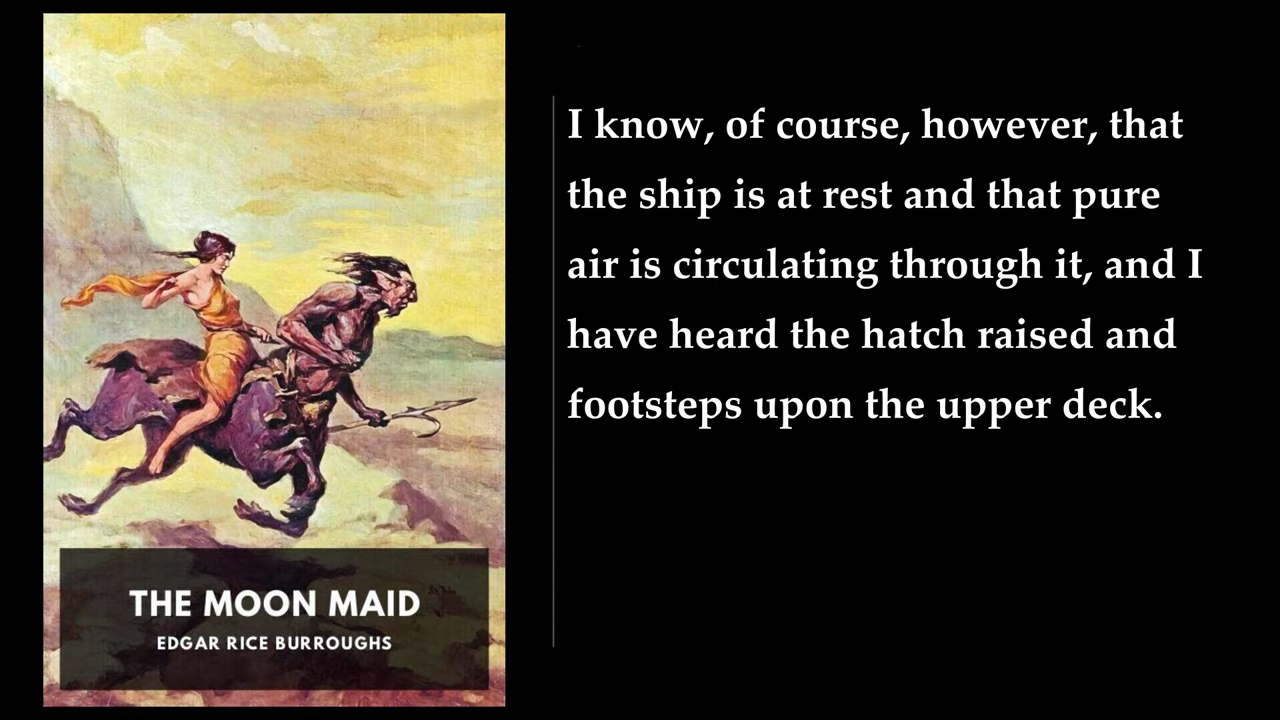 I know, of course, however, that
the ship is at rest and that pure
air is circulating through it, and I
have heard the hatch raised and
footsteps upon the upper deck.
THE MOON MAID
EDGAR RICE BURROUGHS